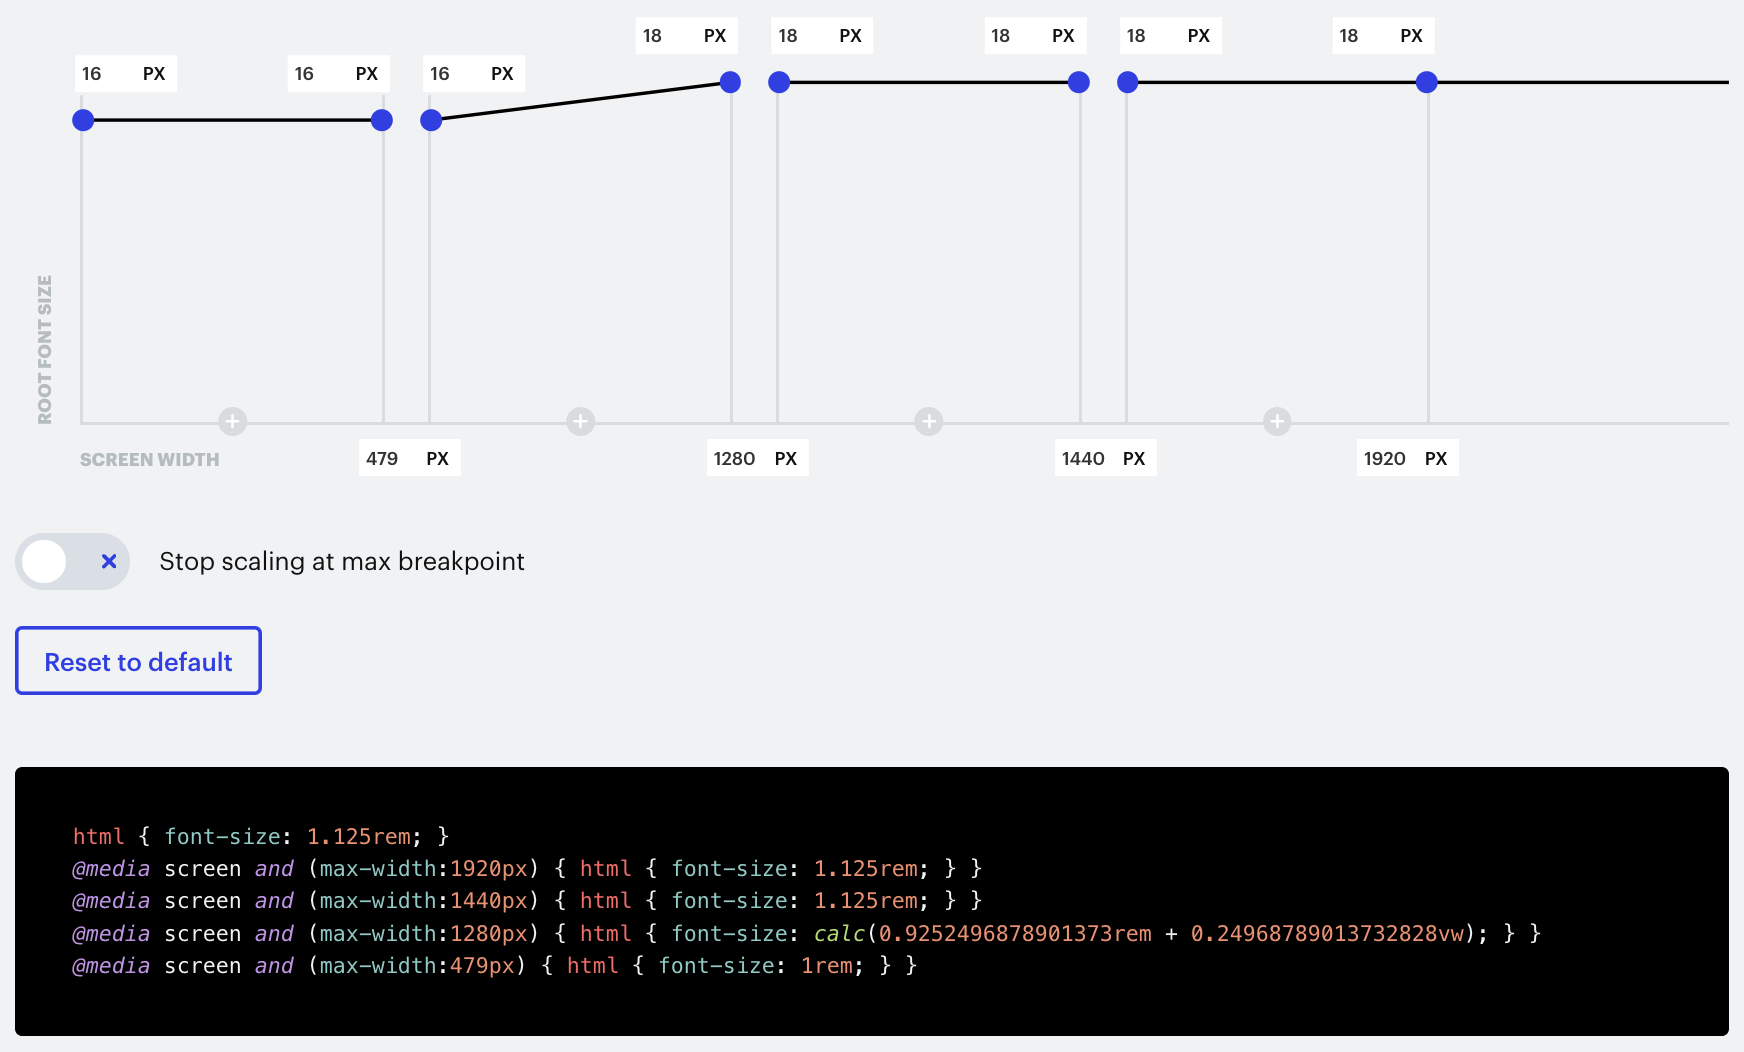 18 PX 18 PX 18 PX 18 PX 18 PX
16 PX 16 PX 16 PX
ROOT FONT SIZE
SCREEN WIDTH
479 PX 1280 PX 1440 PX 1920 PX
Stop scaling at max breakpoint
Reset to default
html { font-size: 1.125rem; }
@media screen and (max-width:1920px) { html { font-size: 1.125rem; } }
@media screen and (max-width:1440px) { html { font-size: 1.125rem; } }
@media screen and (max-width:1280px) { html { font-size: calc(0.9252496878901373rem + 0.24968789013732828vw); } }
@media screen and (max-width:479px) { html { font-size: 1rem; } }